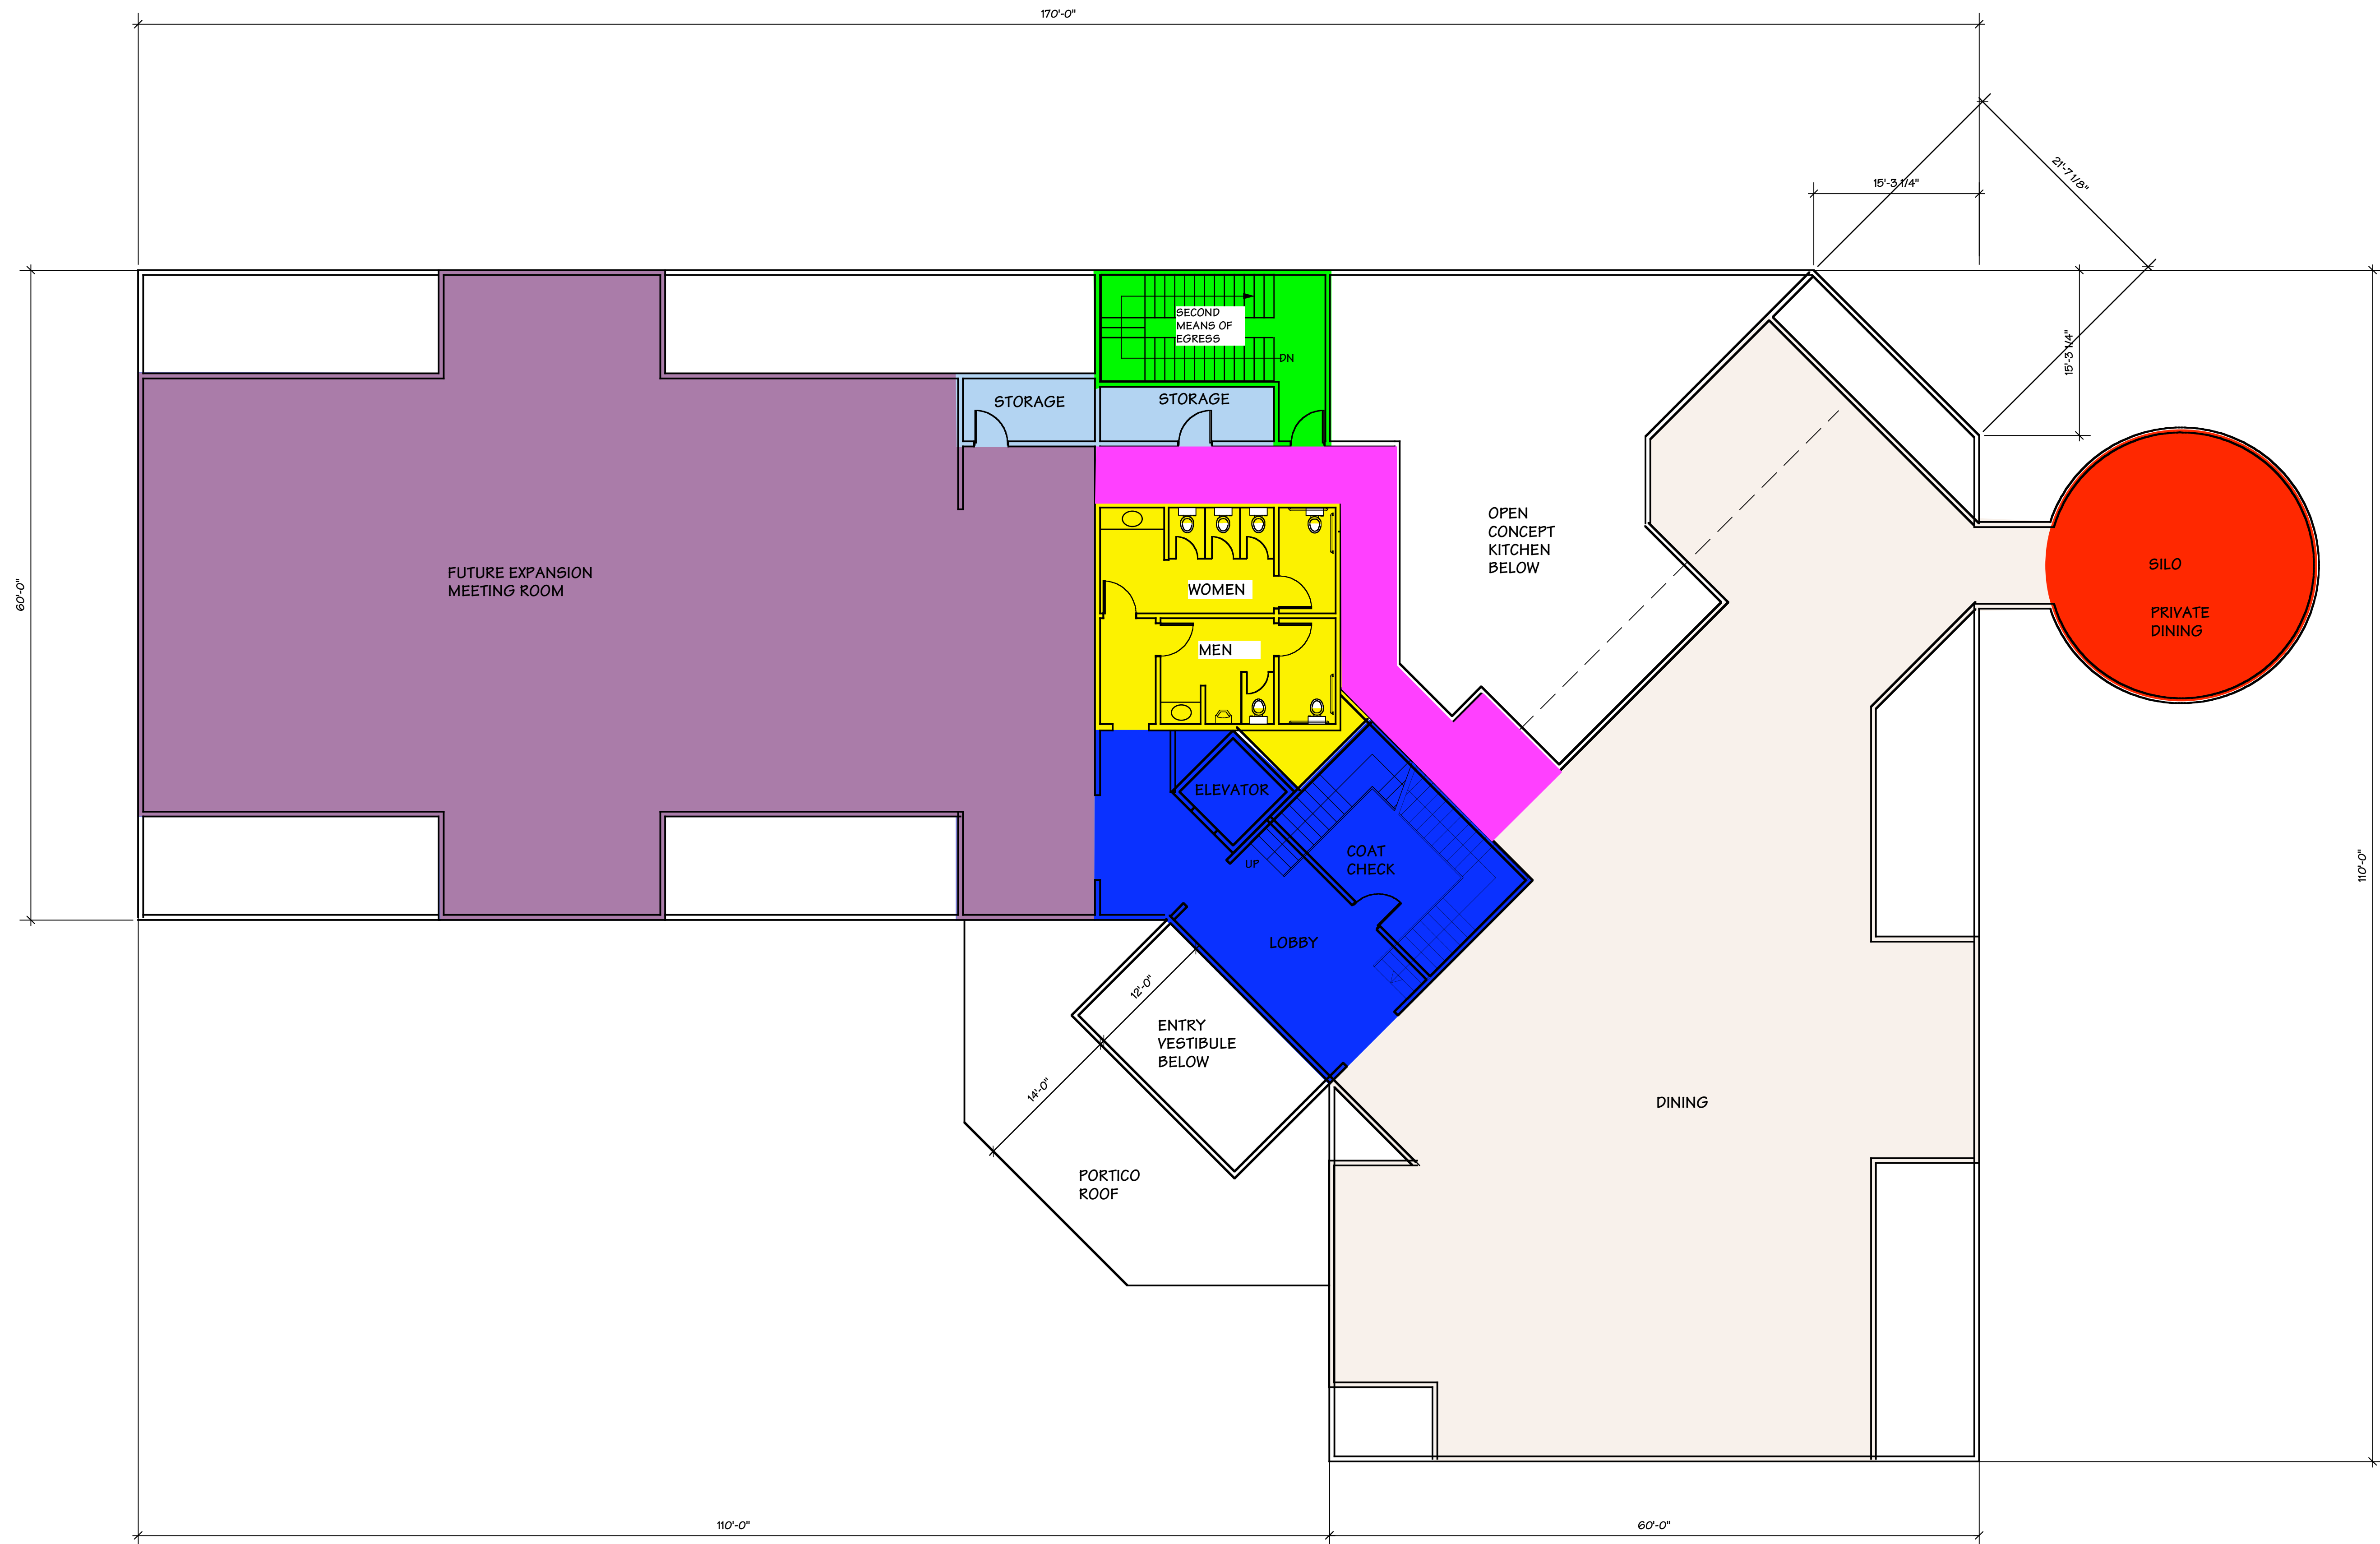 170'-0"
15'-3 1/4"
21'-7 1/8"
15'-3 1/4"
60'-0"
110'-0"
SECOND
MEANS OF
EGRESS
DN
STORAGE
STORAGE
OPEN
CONCEPT
KITCHEN
BELOW
FUTURE EXPANSION
MEETING ROOM
WOMEN
MEN
SILO
PRIVATE
DINING
ELEVATOR
UP
COAT
CHECK
LOBBY
12'-0"
ENTRY
VESTIBULE
BELOW
14'-0"
DINING
PORTICO
ROOF
110'-0"
60'-0"